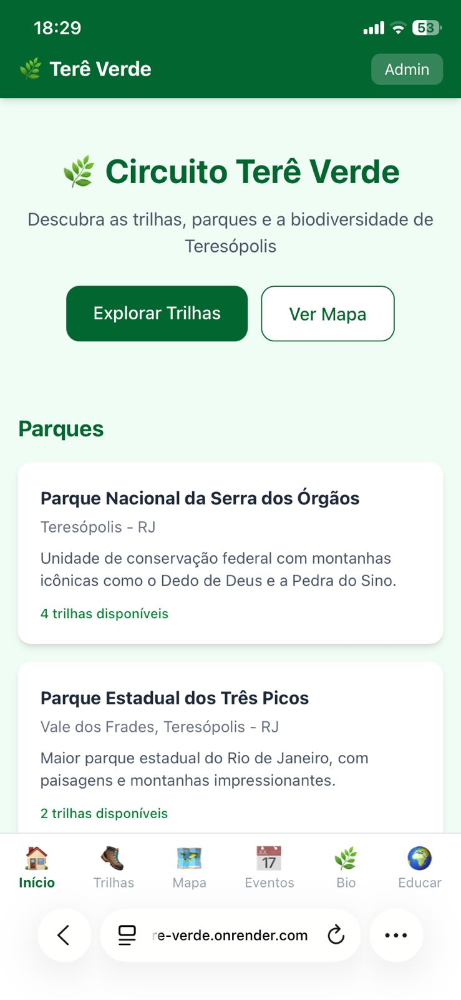 18:29
53
Terê Verde
Admin
Circuito Terê Verde
Descubra as trilhas, parques e a biodiversidade de
Teresópolis
Explorar Trilhas
Ver Mapa
Parques
Parque Nacional da Serra dos Órgãos
Teresópolis - RJ
Unidade de conservação federal com montanhas
icônicas como o Dedo de Deus e a Pedra do Sino.
4 trilhas disponíveis
Parque Estadual dos Três Picos
Vale dos Frades, Teresópolis - RJ
Maior parque estadual do Rio de Janeiro, com
paisagens e montanhas impressionantes.
2 trilhas disponíveis
JUL
17
Início
Trilhas
Mapa
Eventos
Bio
Educar
re-verde.onrender.com